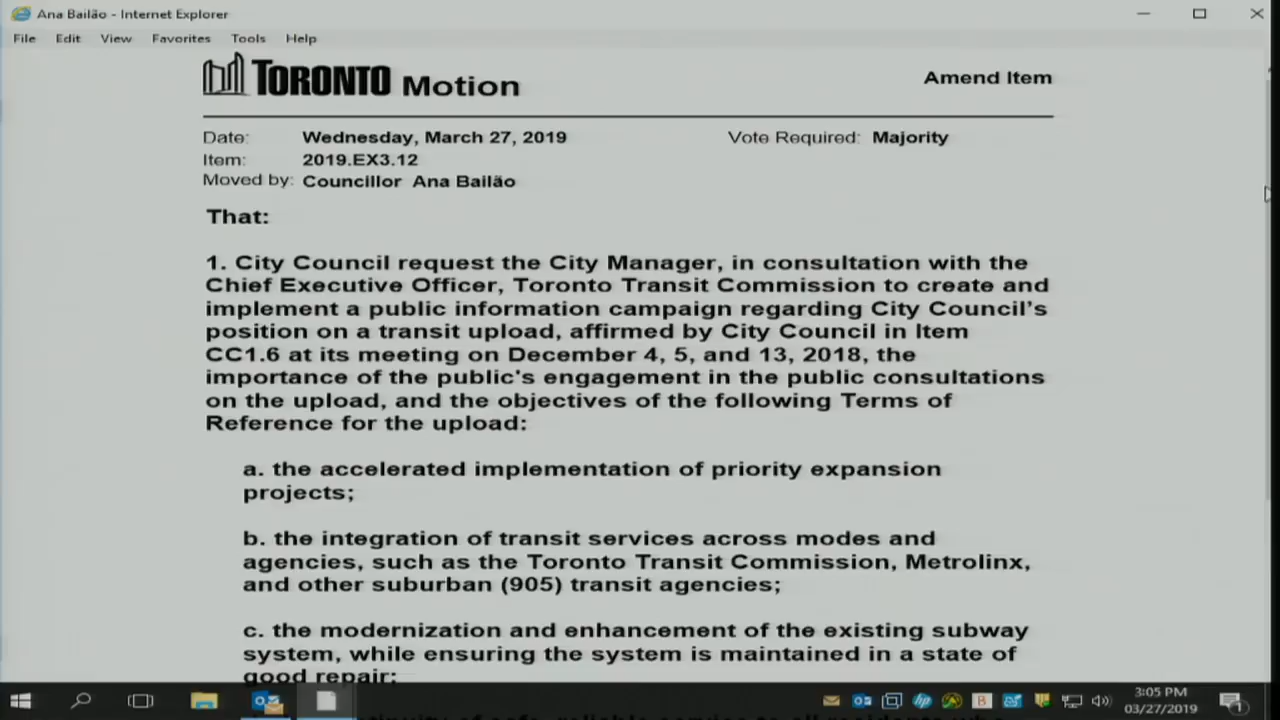 Ana Bailão - Internet Explorer
File Edit View Favorites Tools Help
TORONTO Motion
Amend Item
Date: Wednesday, March 27, 2019
Vote Required: Majority
Item: 2019.EX3.12
Moved by: Councillor Ana Bailão
That:
1. City Council request the City Manager, in consultation with the
Chief Executive Officer, Toronto Transit Commission to create and
implement a public information campaign regarding City Council's
position on a transit upload, affirmed by City Council in Item
CC1.6 at its meeting on December 4, 5, and 13, 2018, the
importance of the public's engagement in the public consultations
on the upload, and the objectives of the following Terms of
Reference for the upload:
a. the accelerated implementation of priority expansion
projects;
b. the integration of transit services across modes and
agencies, such as the Toronto Transit Commission, Metrolinx,
and other suburban (905) transit agencies;
c. the modernization and enhancement of the existing subway
system, while ensuring the system is maintained in a state of
good repair;
3:05 PM
03/27/2019